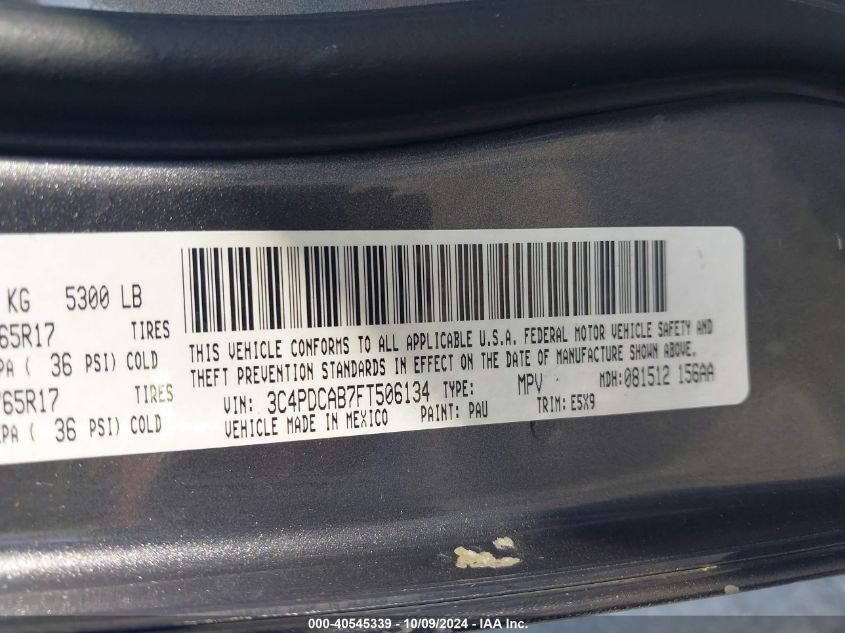 KG 5300 LB
65R17 TIRES
PA ( 36 PSI) COLD
/65R17 TIRES
KPA ( 36 PSI) COLD
THIS VEHICLE CONFORMS TO ALL APPLICABLE U.S.A. FEDERAL MOTOR VEHICLE SAFETY AND
THEFT PREVENTION STANDARDS IN EFFECT ON THE DATE OF MANUFACTURE SHOWN ABOVE.
VIN: 3C4PDCAB7FT506134 TYPE: MPV MDH:081512 156AA
VEHICLE MADE IN MEXICO PAINT: PAU TRIM: E5X9
000-40545339 - 10/09/2024 - IAA Inc.